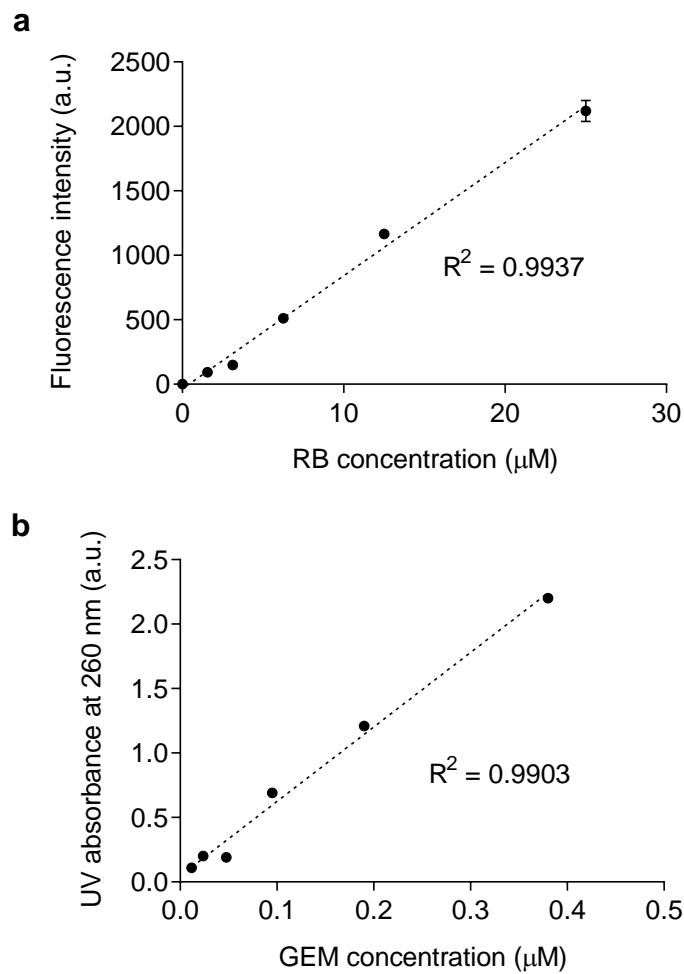 a
Fluorescence intensity (a.u.)
2500
2000
1500
1000
500
0
R² = 0.9937
0 10 20 30
RB concentration (μM)
b
UV absorbance at 260 nm (a.u.)
2.5
2.0
1.5
1.0
0.5
0.0
R² = 0.9903
0.0 0.1 0.2 0.3 0.4 0.5
GEM concentration (μM)